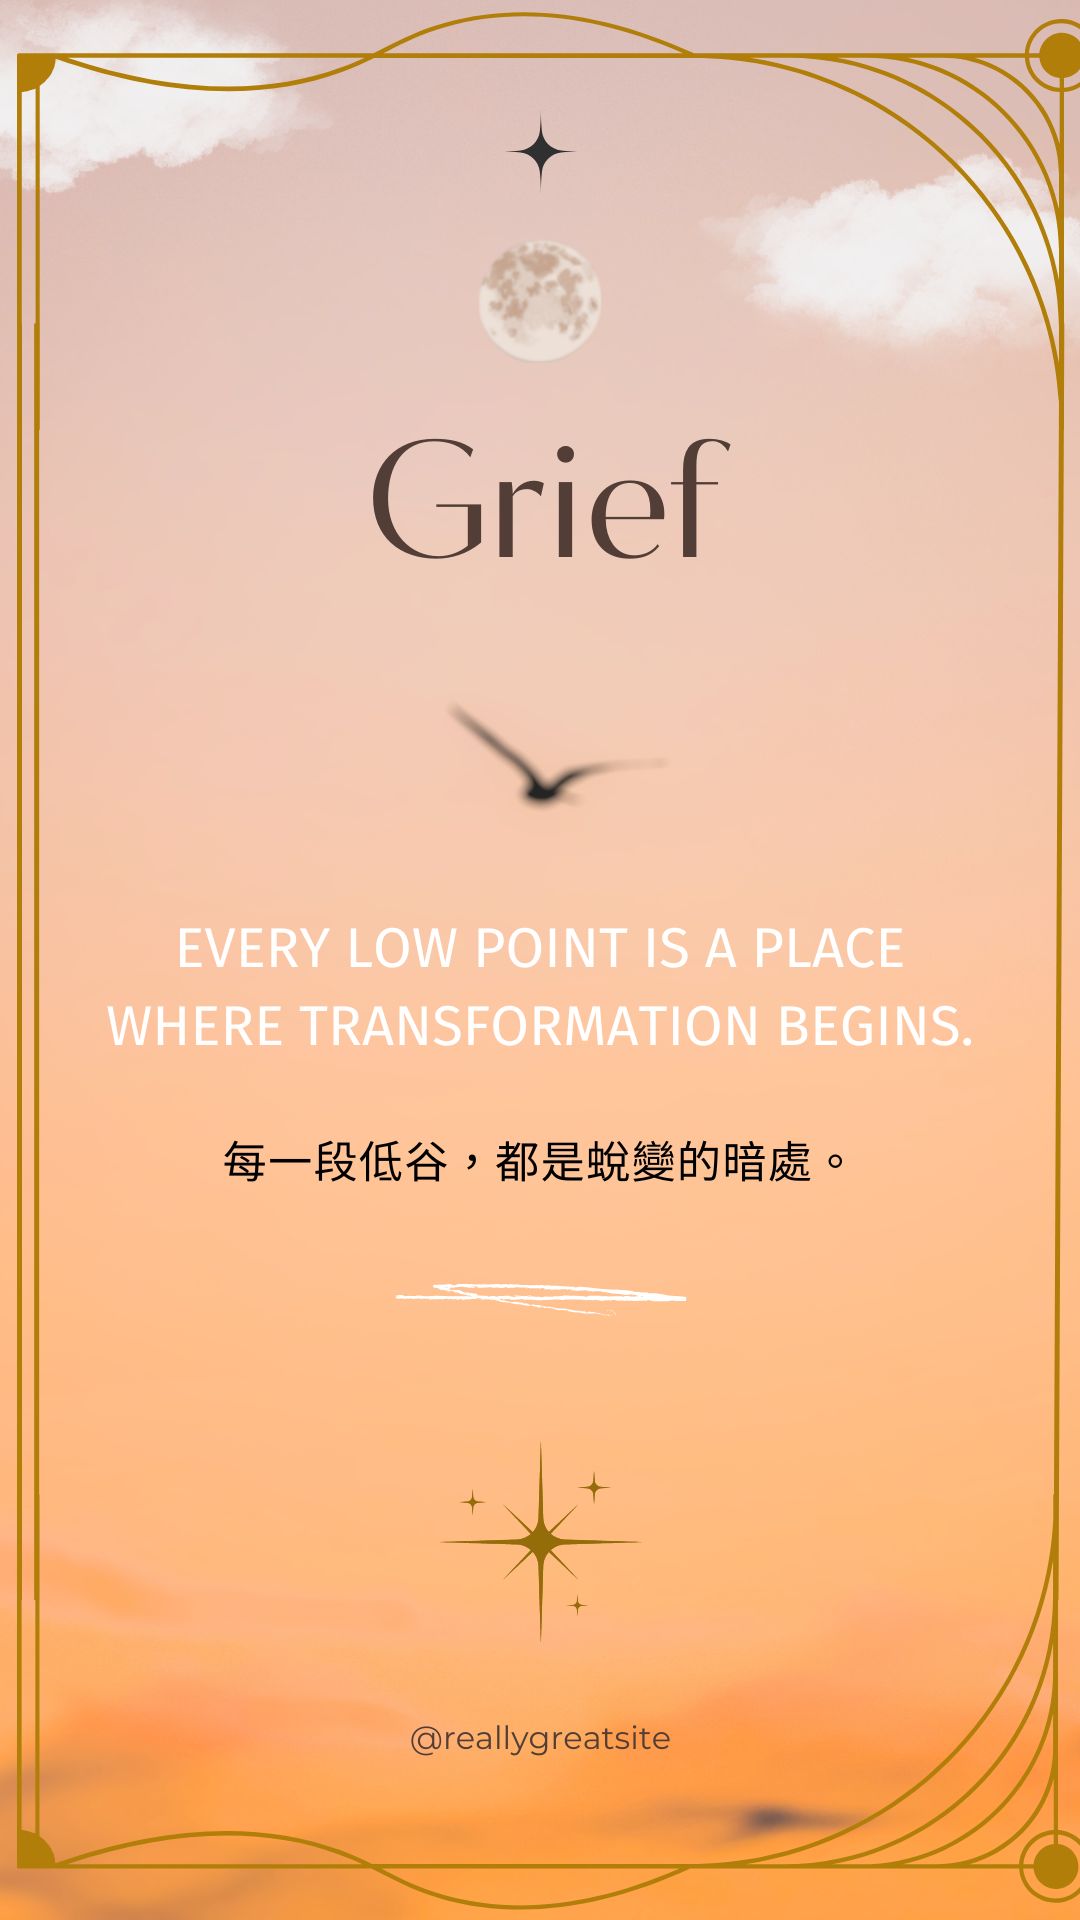 Grief
EVERY LOW POINT IS A PLACE
WHERE TRANSFORMATION BEGINS.
每一段低谷，都是蛻變的暗處。
@reallygreatsite